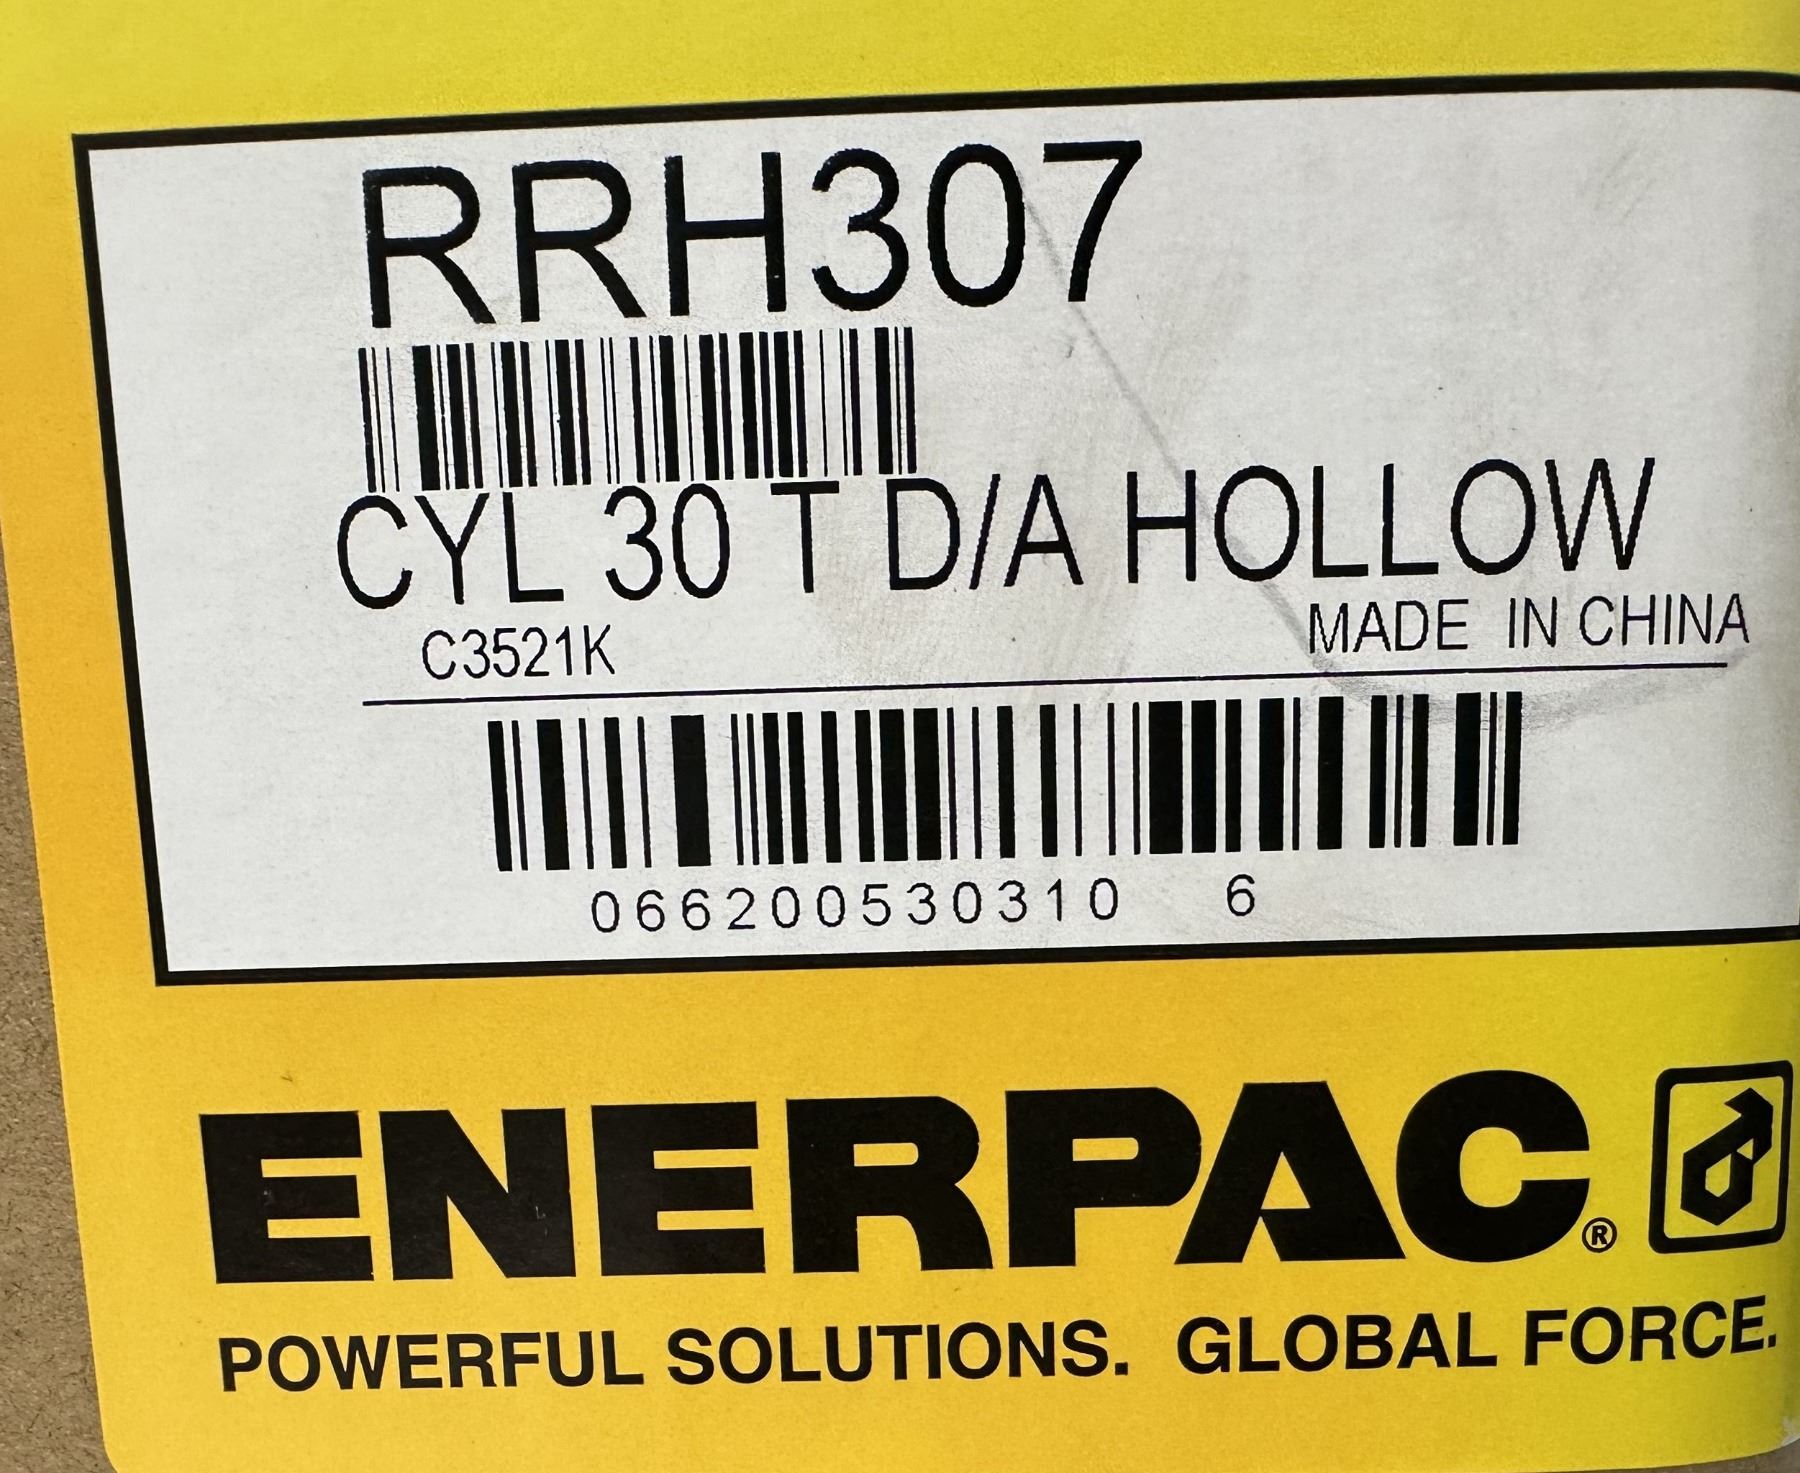 RRH307
CYL 30 T D/A HOLLOW
C3521K
MADE IN CHINA
066200530310 6
ENERPAC®
POWERFUL SOLUTIONS. GLOBAL FORCE.